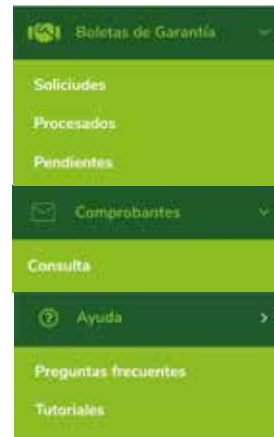 Boletas de Garantía
Soliciudes
Procesados
Pendientes
Comprobantes
Consulta
Ayuda
Preguntas frecuentes
Tutoriales